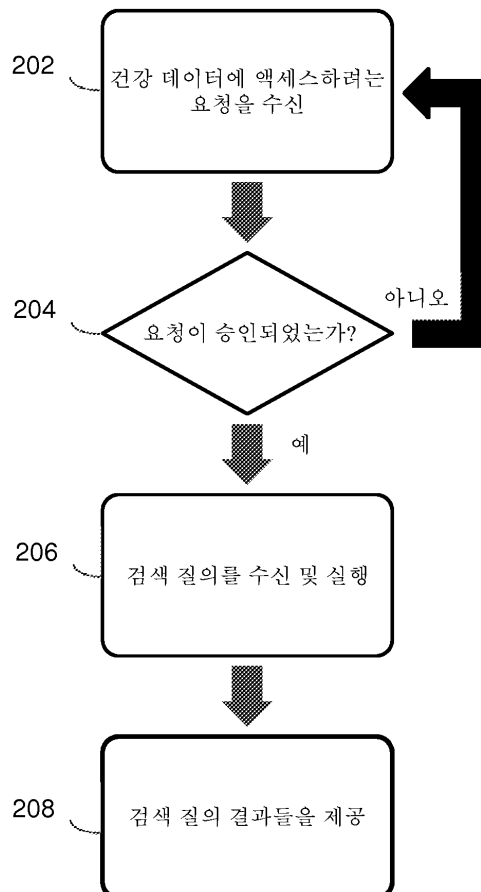 202
건강 데이터에 액세스하려는
요청을 수신
204
요청이 승인되었는가?
아니오
예
206
검색 질의를 수신 및 실행
208
검색 질의 결과들을 제공